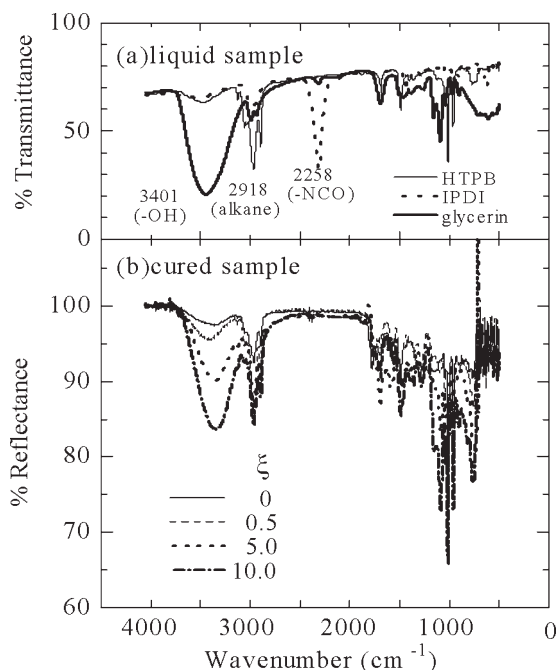 100
(a)liquid sample
% Transmittance
50
0
3401
(-OH)
2918
(alkane)
2258
(-NCO)
HTPB
IPDI
glycerin
(b)cured sample
100
90
80
70
60
% Reflectance
ξ
0
0.5
5.0
10.0
4000 3000 2000 1000 0
Wavenumber (cm -1)